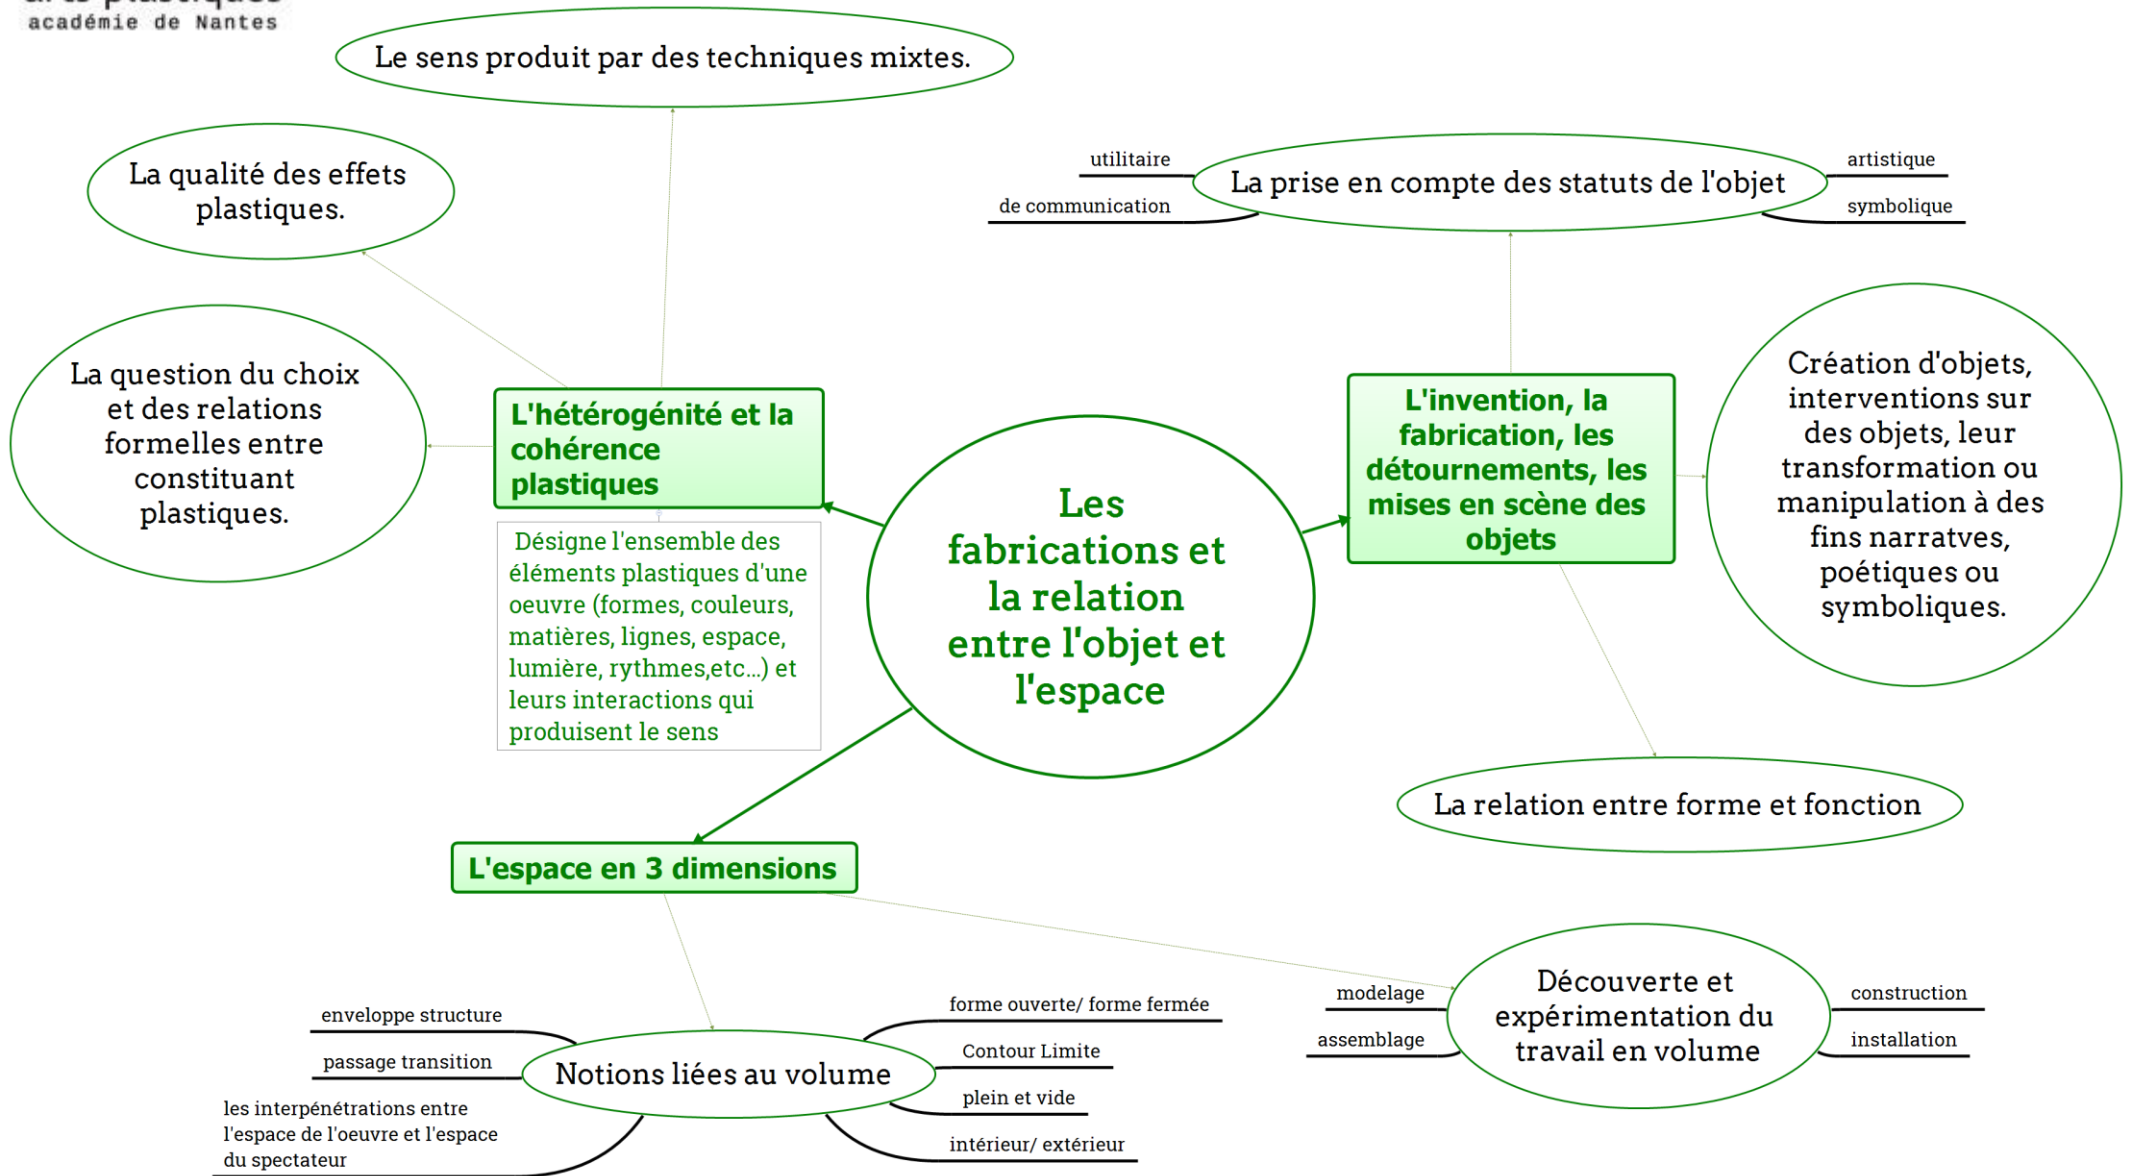 arts plastiques
académie de Nantes
Le sens produit par des techniques mixtes.
La qualité des effets
plastiques.
La question du choix
et des relations
formelles entre
constituant
plastiques.
L'hétérogénité et la
cohérence
plastiques
Désigne l'ensemble des
éléments plastiques d'une
oeuvre (formes, couleurs,
matières, lignes, espace,
lumière, rythmes,etc...) et
leurs interactions qui
produisent le sens
Les
fabrications et
la relation
entre l'objet et
l'espace
utilitaire
de communication
La prise en compte des statuts de l'objet
artistique
symbolique
L'invention, la
fabrication, les
détournements, les
mises en scène des
objets
Création d'objets,
interventions sur
des objets, leur
transformation ou
manipulation à des
fins narratves,
poétiques ou
symboliques.
La relation entre forme et fonction
L'espace en 3 dimensions
enveloppe structure
passage transition
les interpénétrations entre
l'espace de l'oeuvre et l'espace
du spectateur
Notions liées au volume
forme ouverte/ forme fermée
Contour Limite
plein et vide
intérieur/ extérieur
modelage
assemblage
Découverte et
expérimentation du
travail en volume
construction
installation